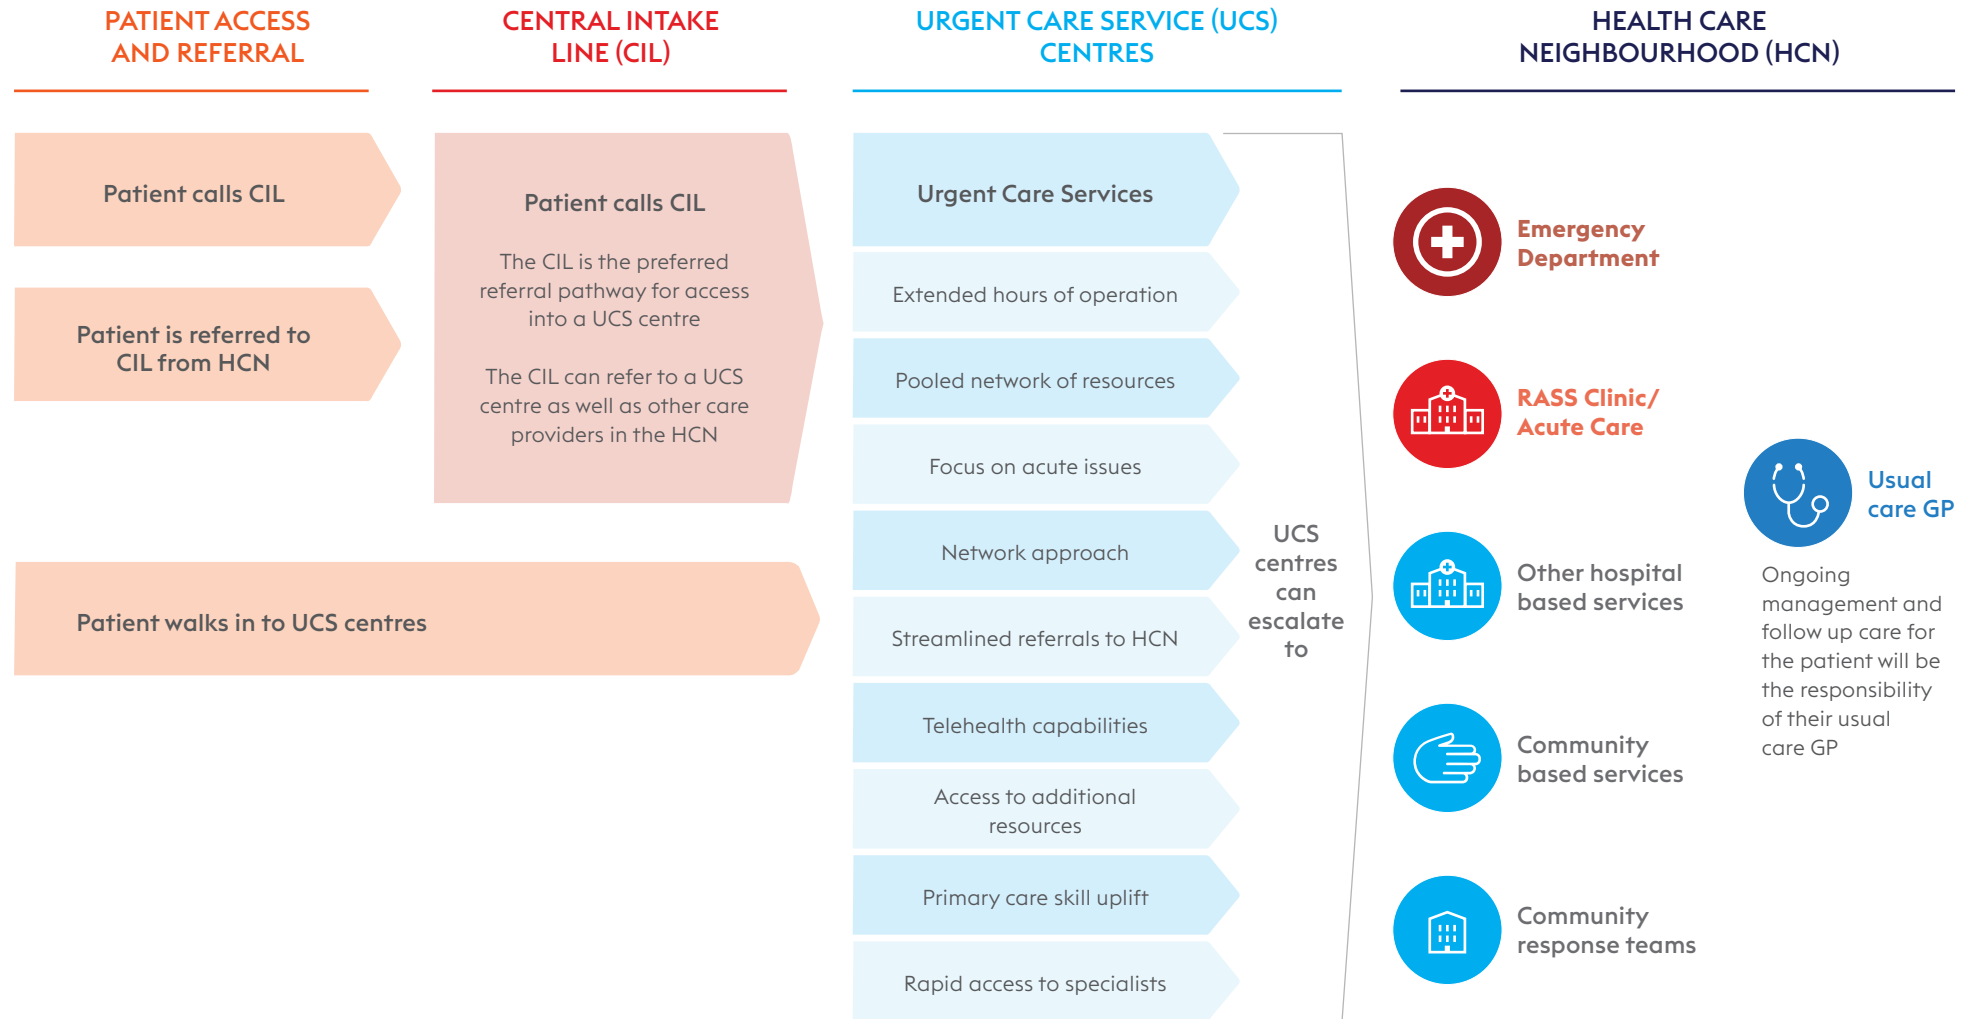 PATIENT ACCESS
AND REFERRAL
Patient calls CIL
Patient is referred to
CIL from HCN
Patient walks in to UCS centres
CENTRAL INTAKE
LINE (CIL)
Patient calls CIL
The CIL is the preferred
referral pathway for access
into a UCS centre
The CIL can refer to a UCS
centre as well as other care
providers in the HCN
URGENT CARE SERVICE (UCS)
CENTRES
Urgent Care Services
Extended hours of operation
Pooled network of resources
Focus on acute issues
Network approach
Streamlined referrals to HCN
Telehealth capabilities
Access to additional
resources
Primary care skill uplift
Rapid access to specialists
UCS
centres
can
escalate
to
HEALTH CARE
NEIGHBOURHOOD (HCN)
Emergency
Department
RASS Clinic/
Acute Care
Other hospital
based services
Community
based services
Community
response teams
Usual
care GP
Ongoing
management and
follow up care for
the patient will be
the responsibility
of their usual
care GP